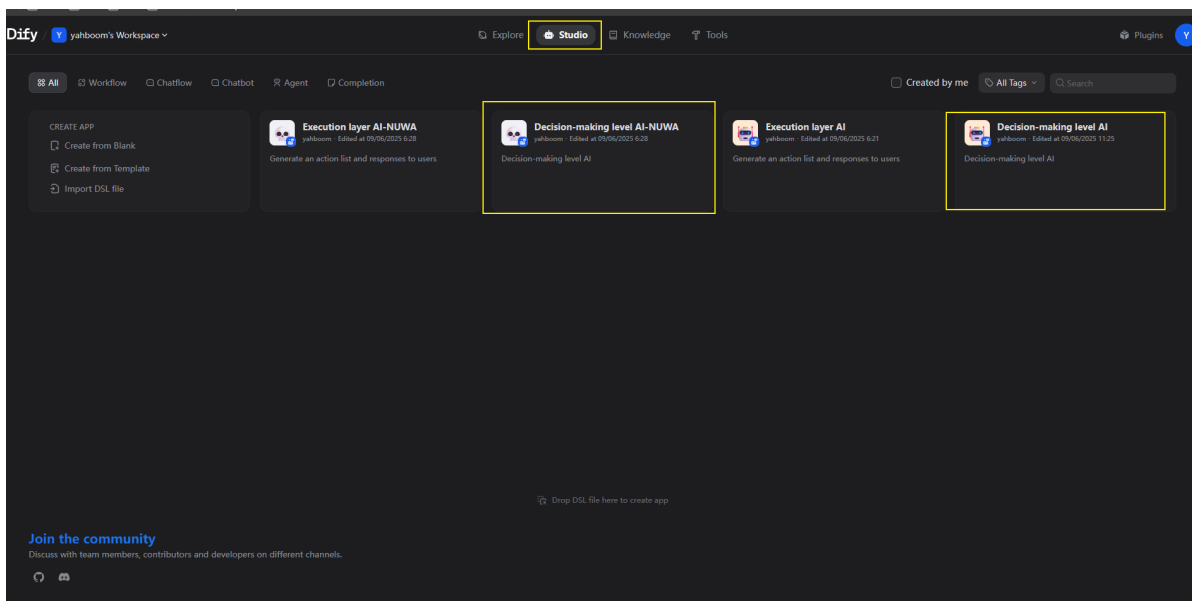 Dify / Y yahboom's Workspace
Explore
Studio
Knowledge
Tools
Plugins
Y
All
Workflow
Chatflow
Chatbot
Agent
Completion
Created by me
All Tags
Search
CREATE APP
Create from Blank
Create from Template
Import DSL file
Execution layer AI-NUWA
yahboom · Edited at 09/06/2025 6:28
Generate an action list and responses to users
Decision-making level AI-NUWA
yahboom · Edited at 09/06/2025 6:28
Decision-making level AI
Execution layer AI
yahboom · Edited at 09/06/2025 6:21
Generate an action list and responses to users
Decision-making level AI
yahboom · Edited at 09/05/2025 11:25
Decision-making level AI
Drop DSL file here to create app
Join the community
Discuss with team members, contributors and developers on different channels.